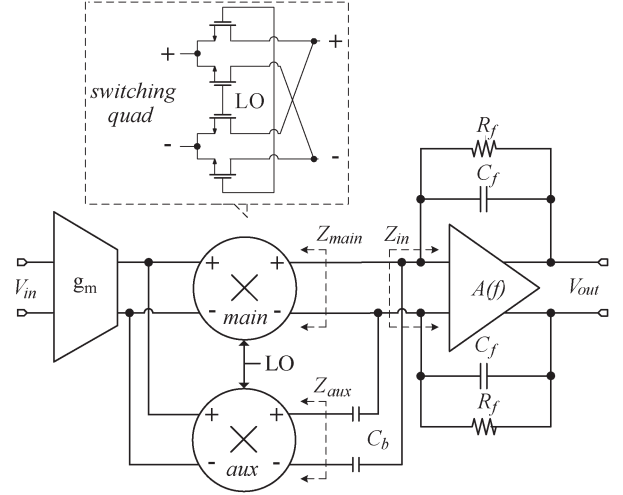 +
+
switching
quad
LO
-
-
R_f
C_f
Z_main
Z_in
V_in
g_m
+
+
-
-
main
A(f)
V_out
LO
Z_aux
C_f
R_f
+
+
C_b
-
-
aux